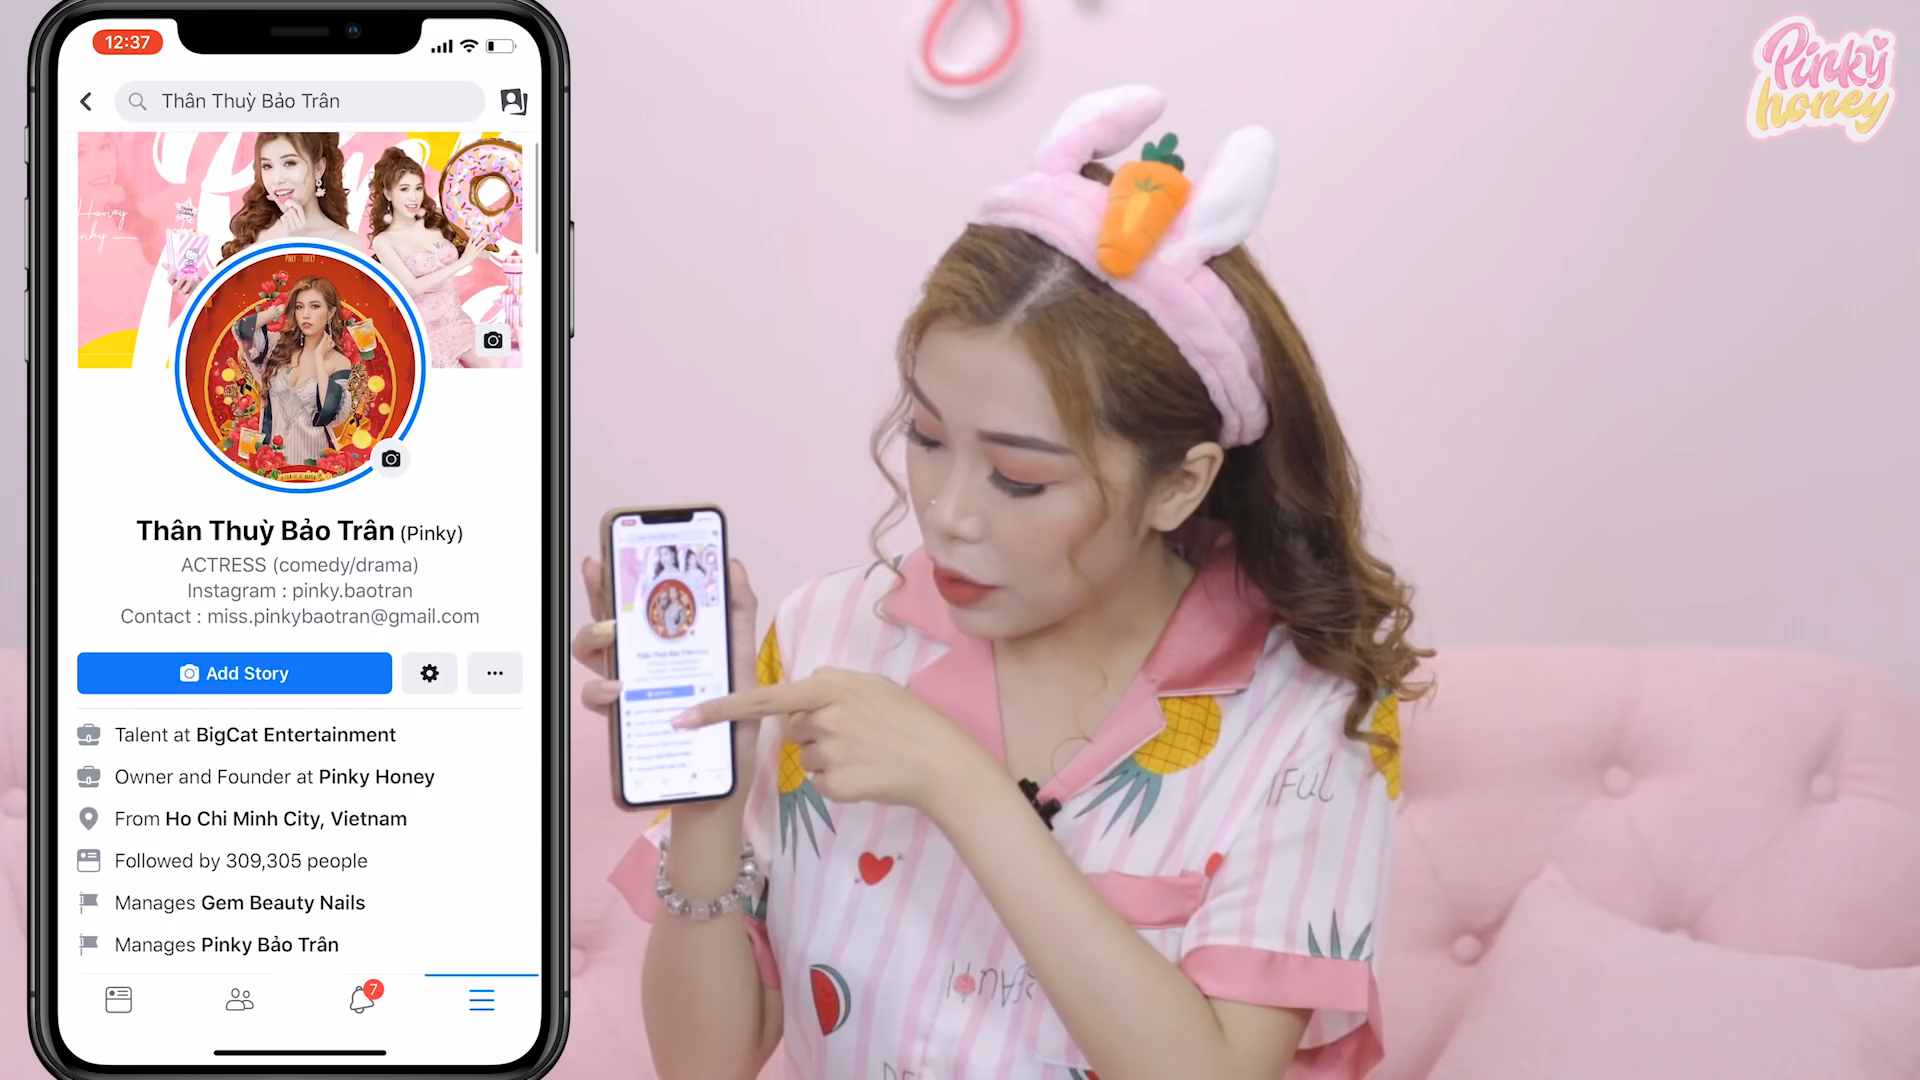 12:37
Thân Thuỳ Bảo Trân
Honey
Thân Thuỳ Bảo Trân (Pinky)
ACTRESS (comedy/drama)
Instagram : pinky.baotran
Contact : miss.pinkybaotran@gmail.com
Add Story
Talent at BigCat Entertainment
Owner and Founder at Pinky Honey
From Ho Chi Minh City, Vietnam
Followed by 309,305 people
Manages Gem Beauty Nails
Manages Pinky Bảo Trân
7
Pinky
honey